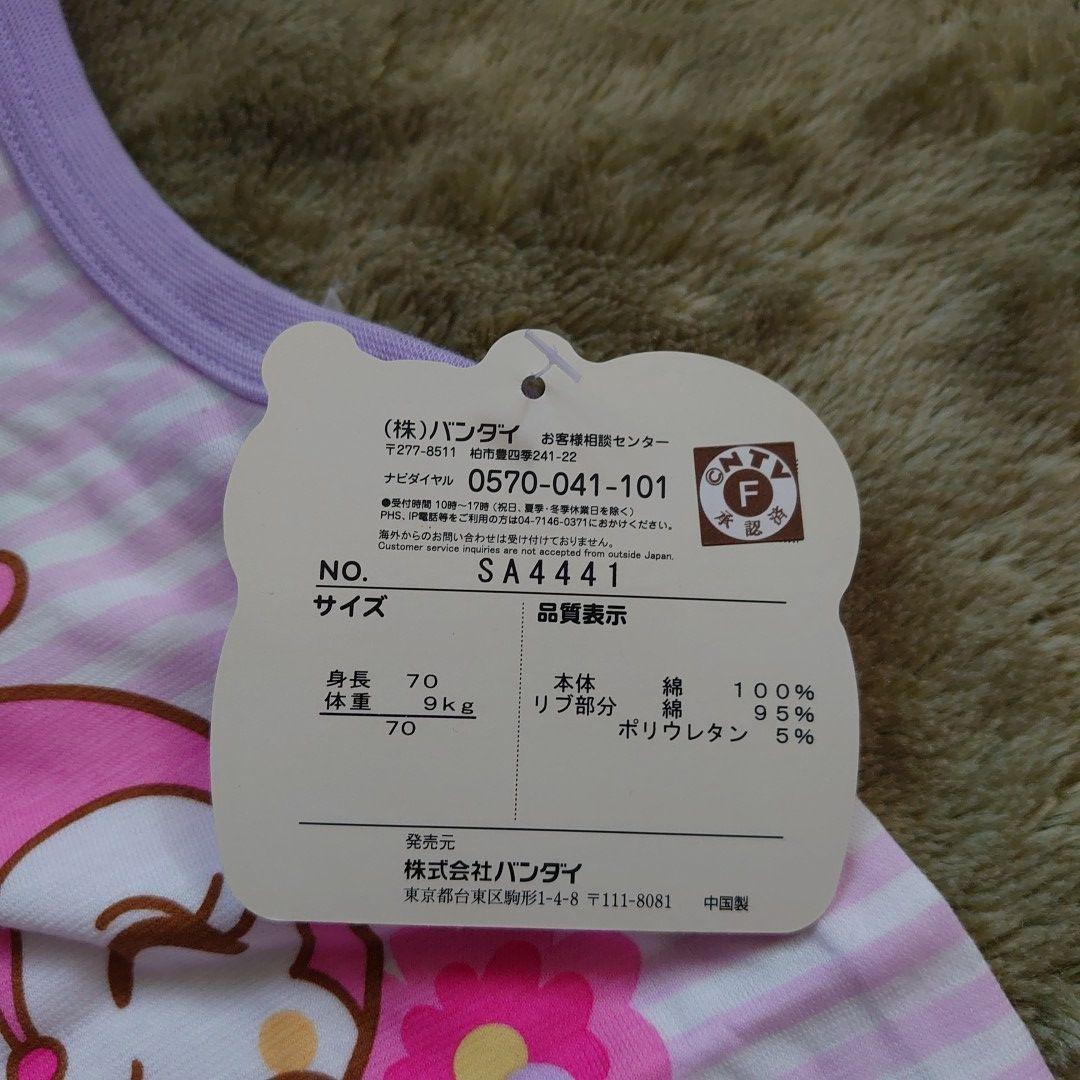 (株)バンダイ お客様相談センター
〒277-8511 柏市豊四季241-22
ナビダイヤル 0570-041-101
●受付時間 10時〜17時(祝日、夏季・冬季休業日を除く)
PHS、IP電話等をご利用の方は04-7146-0371におかけください。
海外からのお問い合わせは受け付けておりません。
Customer service inquiries are not accepted from outside Japan.
©NTV
F
承認済
NO. SA4441
サイズ 品質表示
身長 70 本体 綿 100%
体重 9kg リブ部分 綿 95%
70 ポリウレタン 5%
発売元
株式会社バンダイ
東京都台東区駒形1-4-8 〒111-8081 中国製